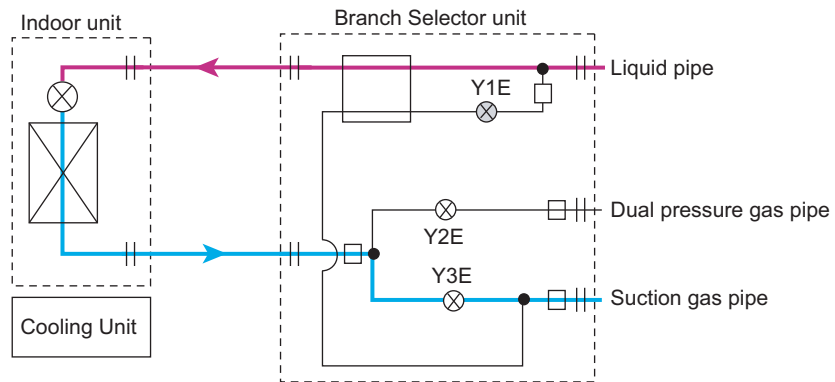 Indoor unit
Branch Selector unit
Liquid pipe
Y1E
Dual pressure gas pipe
Y2E
Y3E
Suction gas pipe
Cooling Unit